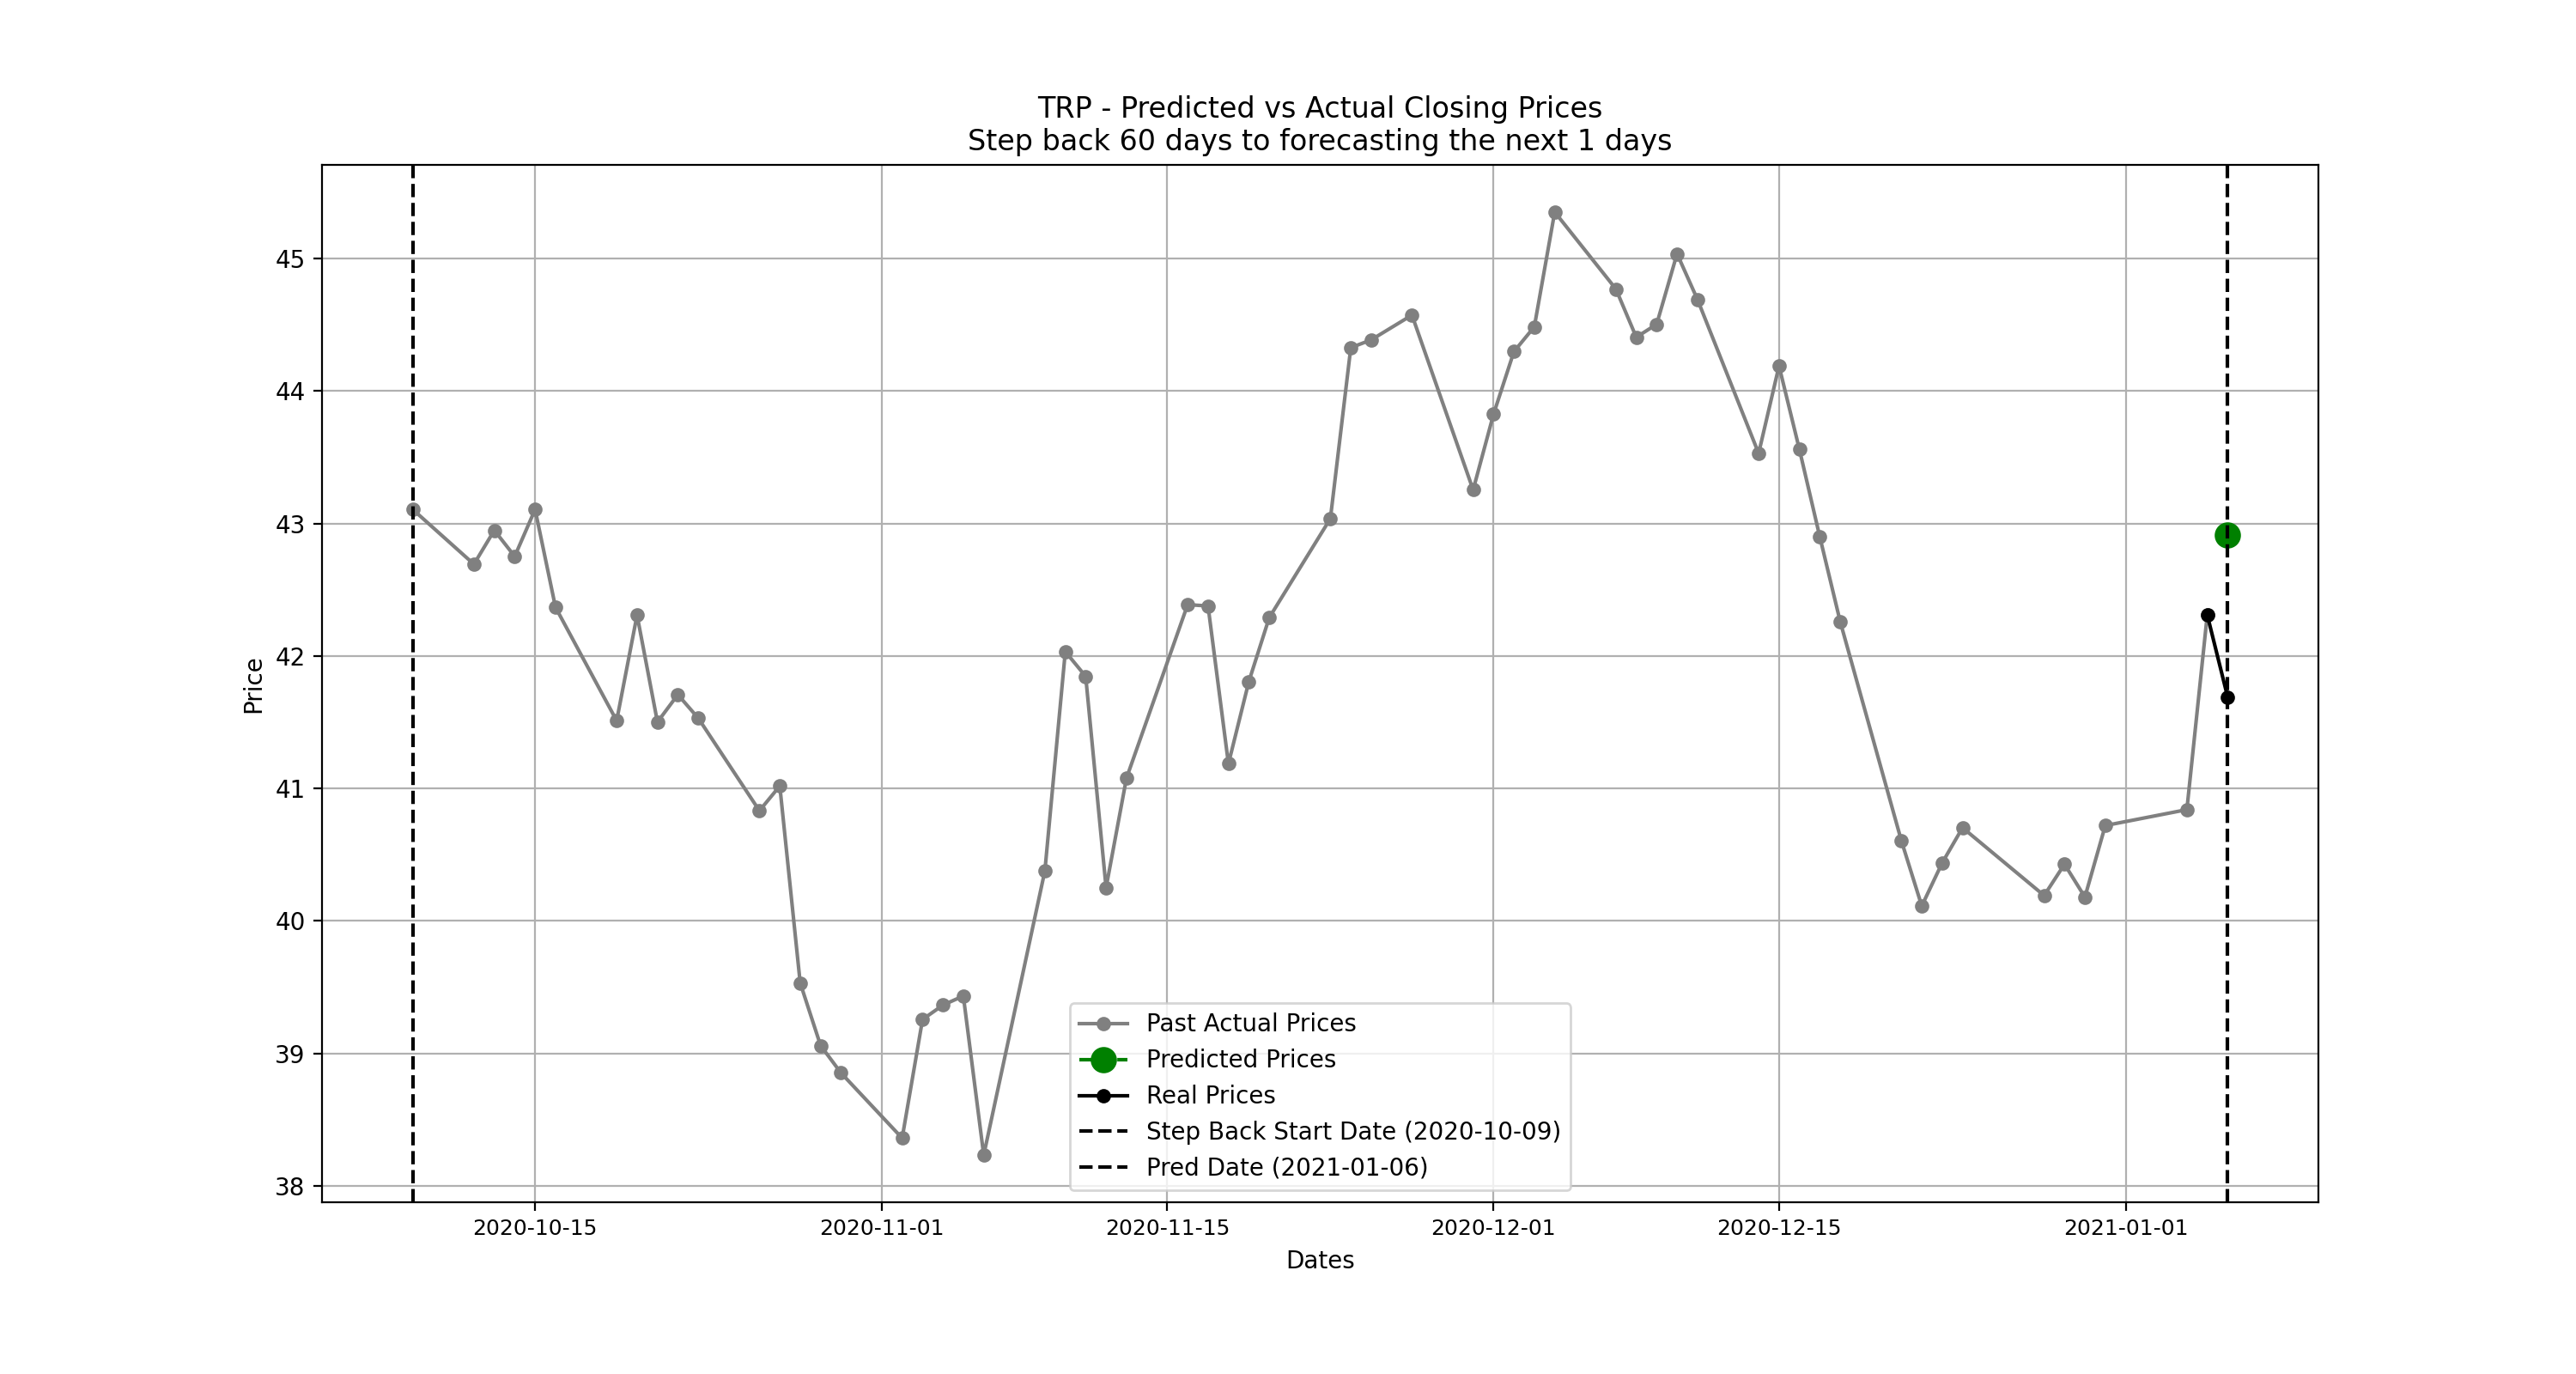 TRP - Predicted vs Actual Closing Prices
Step back 60 days to forecasting the next 1 days
Price
45
44
43
42
41
40
39
38
Past Actual Prices
Predicted Prices
Real Prices
Step Back Start Date (2020-10-09)
Pred Date (2021-01-06)
2020-10-15
2020-11-01
2020-11-15
2020-12-01
2020-12-15
2021-01-01
Dates